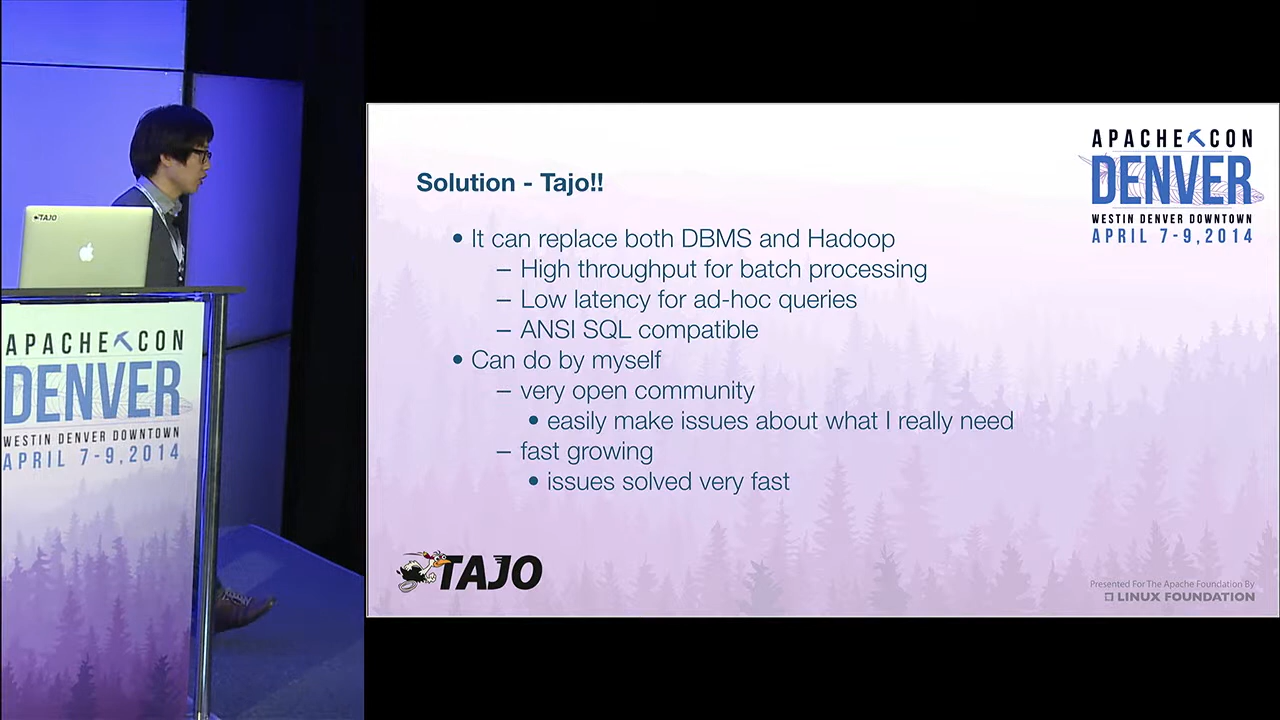 TAJO
APACHE CON
DENVER
WESTIN DENVER DOWNTOWN
APRIL 7-9, 2014
Solution - Tajo!!
• It can replace both DBMS and Hadoop
– High throughput for batch processing
– Low latency for ad-hoc queries
– ANSI SQL compatible
• Can do by myself
– very open community
• easily make issues about what I really need
– fast growing
• issues solved very fast
TAJO
APACHE CON
DENVER
WESTIN DENVER DOWNTOWN
APRIL 7-9, 2014
Presented For The Apache Foundation By
LINUX FOUNDATION